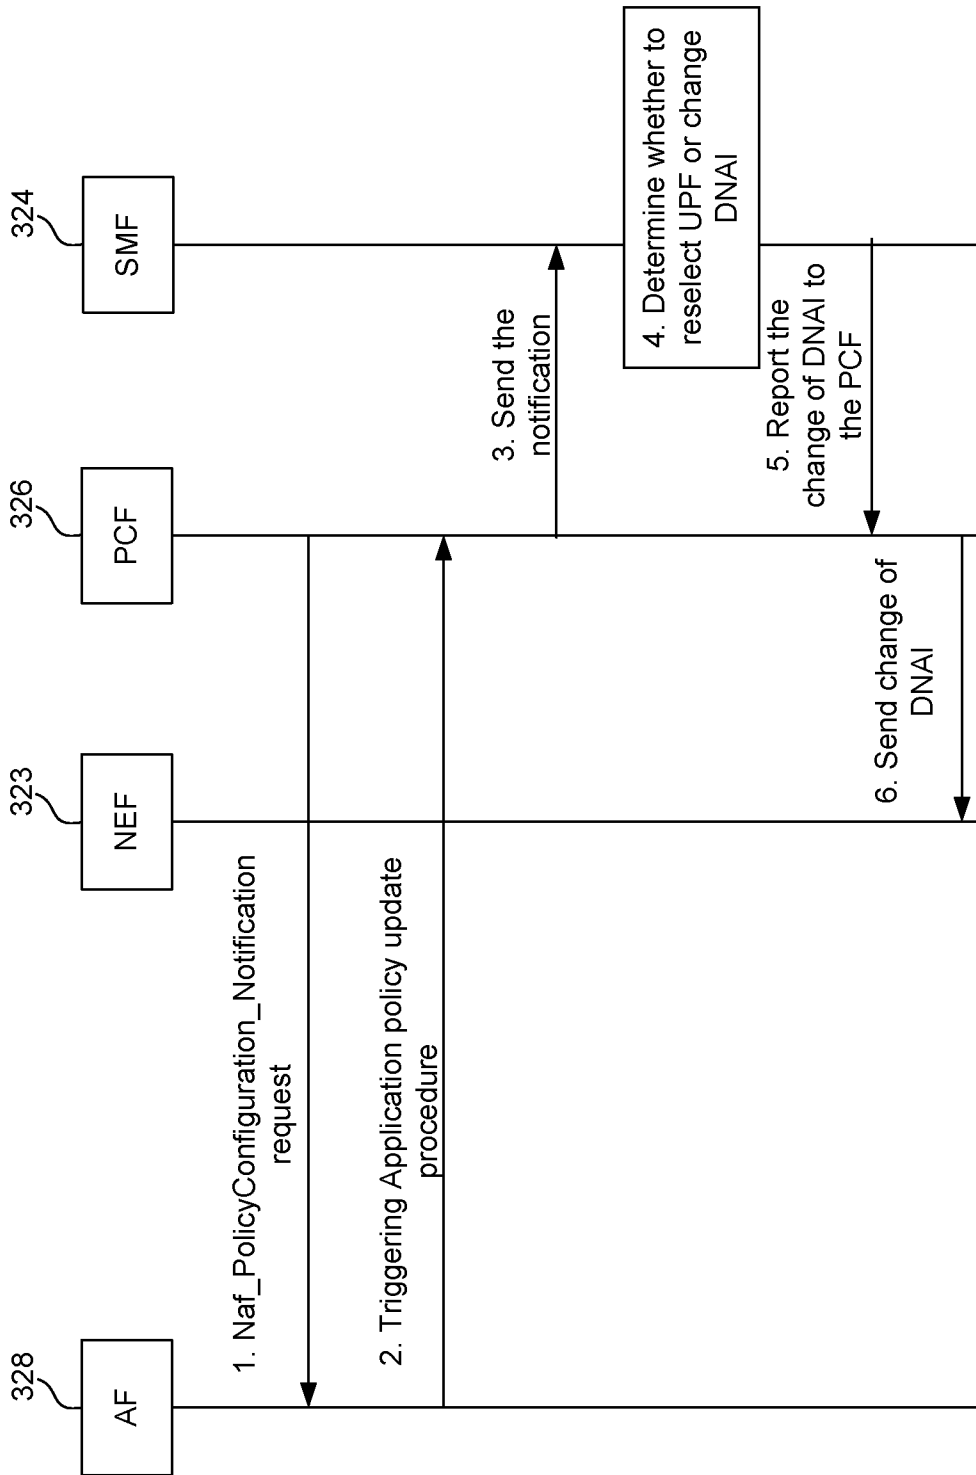 328
323
326
324
AF
NEF
PCF
SMF
1. Naf_PolicyConfiguration_Notification
request
2. Triggering Application policy update
procedure
3. Send the
notification
4. Determine whether to
reselect UPF or change
DNAI
5. Report the
change of DNAI to
the PCF
6. Send change of
DNAI